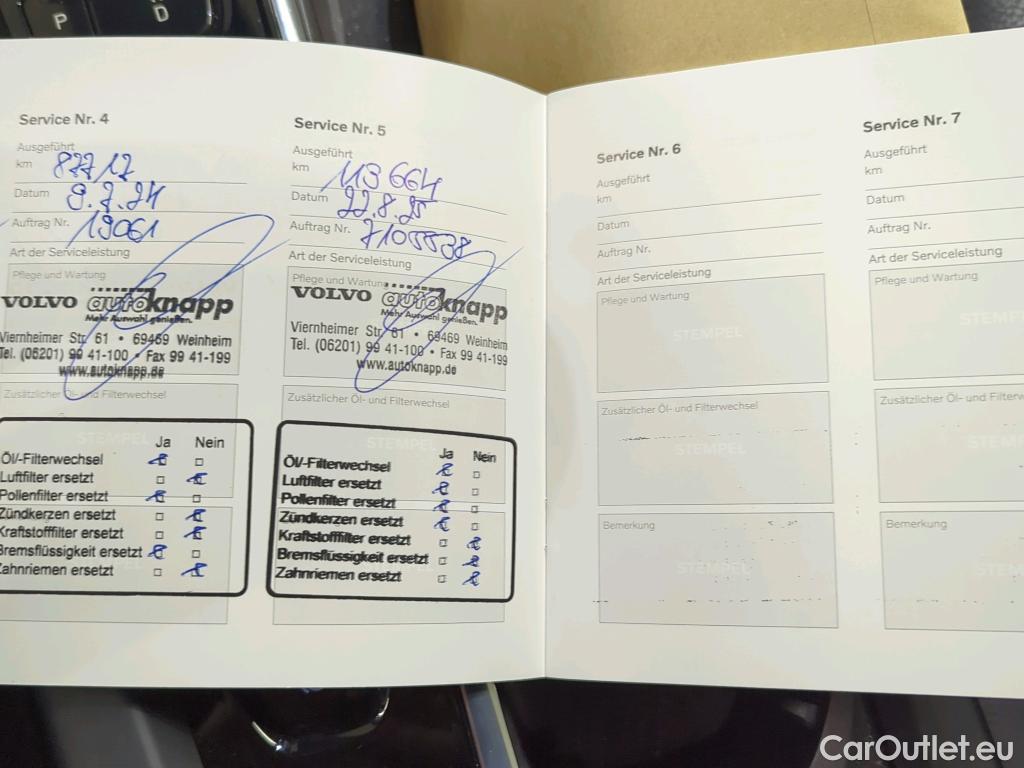 P
D
Service Nr. 4
Ausgeführt
km 87717
Datum 9.7.24
Auftrag Nr. 19061
Art der Serviceleistung
Pflege und Wartung
VOLVO autoknapp
Mehr Auswahl genießen.
Viernheimer Str. 61 • 69469 Weinheim
Tel. (06201) 99 41-100 • Fax 99 41-199
www.autoknapp.de
Zusätzlicher Öl- und Filterwechsel
STEMPEL
Ja Nein
Öl/-Filterwechsel
Luftfilter ersetzt
Pollenfilter ersetzt
Zündkerzen ersetzt
Kraftstofffilter ersetzt
Bremsflüssigkeit ersetzt
Zahnriemen ersetzt
Service Nr. 5
Ausgeführt
km 113664
Datum 22.8.25
Auftrag Nr. 7105538
Art der Serviceleistung
Pflege und Wartung
VOLVO autoknapp
Mehr Auswahl genießen.
Viernheimer Str. 61 • 69469 Weinheim
Tel. (06201) 99 41-100 • Fax 99 41-199
www.autoknapp.de
Zusätzlicher Öl- und Filterwechsel
STEMPEL
Ja Nein
Öl/-Filterwechsel
Luftfilter ersetzt
Pollenfilter ersetzt
Zündkerzen ersetzt
Kraftstofffilter ersetzt
Bremsflüssigkeit ersetzt
Zahnriemen ersetzt
Service Nr. 6
Ausgeführt
km
Datum
Auftrag Nr.
Art der Serviceleistung
Pflege und Wartung
STEMPEL
Zusätzlicher Öl- und Filterwechsel
STEMPEL
Bemerkung
STEMPEL
Service Nr. 7
Ausgeführt
km
Datum
Auftrag Nr.
Art der Serviceleistung
Pflege und Wartung
STEMPEL
Zusätzlicher Öl- und Filterwechsel
Bemerkung
CarOutlet.eu